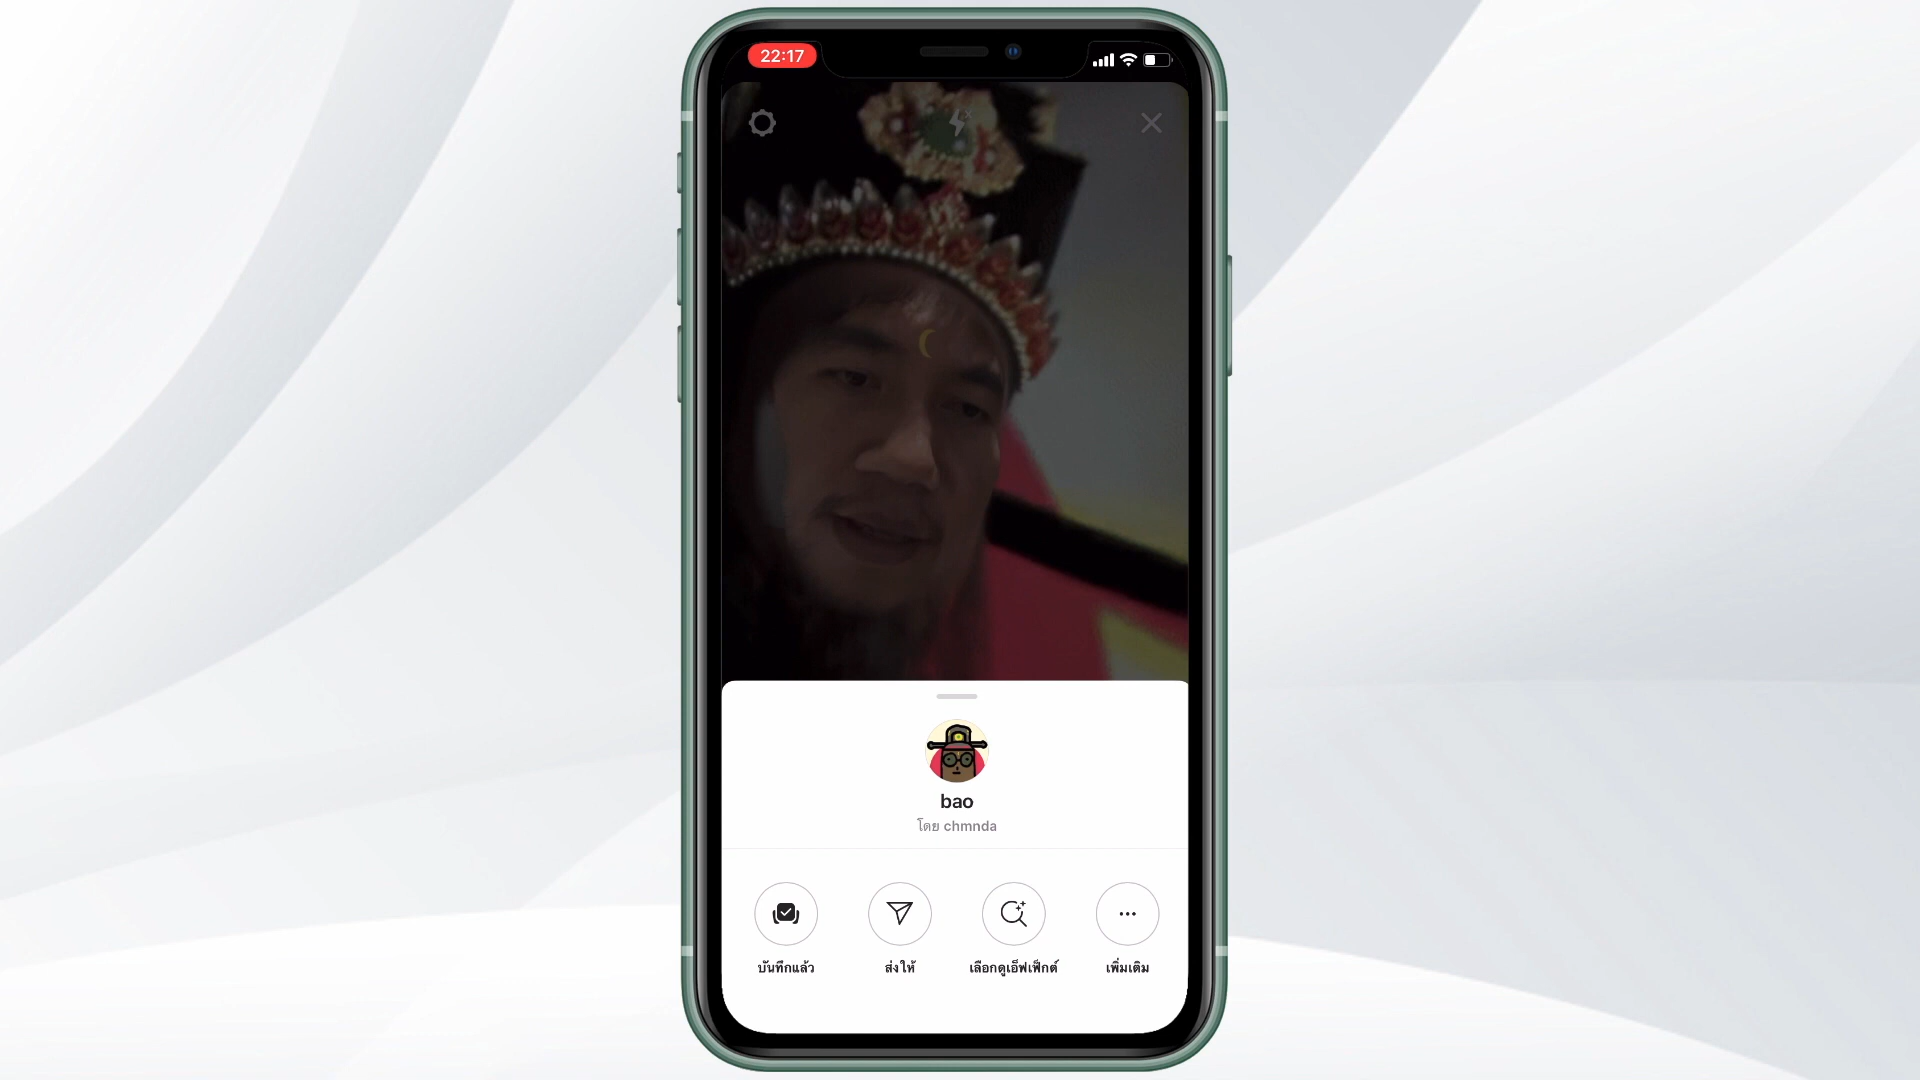 22:17
bao
โดย chmnda
บันทึกแล้ว
ส่งให้
เลือกดูเอ็ฟเฟ็กต์
เพิ่มเติม